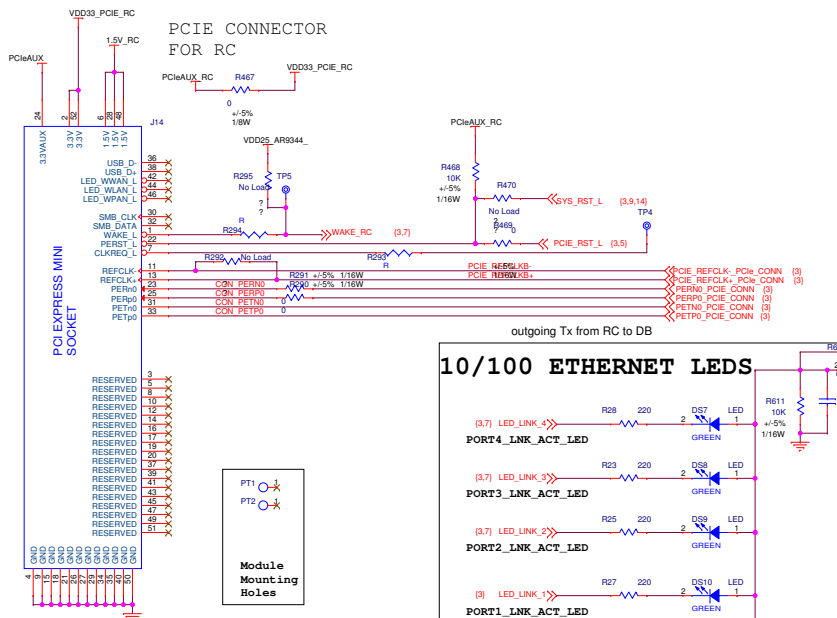 VDD33_PCIE_RC
PCIE CONNECTOR
FOR RC
1.5V_RC
PCIeAUX
PCIeAUX_RC
R467
VDD33_PCIE_RC
0
+/-5%
1/8W
24
2
52
6
28
48
J14
3.3VAUX
3.3V
3.3V
1.5V
1.5V
1.5V
VDD25_AR9344_
PCIeAUX_RC
USB_D- 36
USB_D+ 38
LED_WWAN_L 42
LED_WLAN_L 44
LED_WPAN_L 46
SMB_CLK 30
SMB_DATA 32
WAKE_L 1
PERST_L 22
CLKREQ_L 7
REFCLK- 11
REFCLK+ 13
PERn0 23
PERp0 25
PETn0 31
PETp0 33
R295
No Load
?
?
TP5
R294
R
WAKE_RC {3,7}
R468
10K
+/-5%
1/16W
R470
No Load
?
SYS_RST_L {3,9,14}
R469
PCIE_RST_L {3,5}
TP4
R293
R
R292 No Load
R291 +/-5% 1/16W
R290 +/-5% 1/16W
CON_PERN0
CON_PERP0
CON_PETN0 0
CON_PETP0 0
PCIE_REFCLK-_PCIe_CONN {3}
PCIE_REFCLK+_PCIe_CONN {3}
PERN0_PCIE_CONN {3}
PERP0_PCIE_CONN {3}
PETN0_PCIE_CONN {3}
PETP0_PCIE_CONN {3}
outgoing Tx from RC to DB
PCI EXPRESS MINI
SOCKET
RESERVED 3
RESERVED 5
RESERVED 8
RESERVED 10
RESERVED 12
RESERVED 14
RESERVED 16
RESERVED 17
RESERVED 19
RESERVED 20
RESERVED 37
RESERVED 39
RESERVED 41
RESERVED 43
RESERVED 45
RESERVED 47
RESERVED 49
RESERVED 51
GND GND GND GND GND GND GND GND GND GND GND GND
4 9 15 18 21 26 27 29 34 35 40 50
PT1 1
PT2 1
Module
Mounting
Holes
10/100 ETHERNET LEDS
R611
10K
+/-5%
1/16W
{3,7} LED_LINK_4 R28 220 2 DS7 LED 1
GREEN
PORT4_LNK_ACT_LED
{3,7} LED_LINK_3 R23 220 2 DS8 LED 1
GREEN
PORT3_LNK_ACT_LED
{3,7} LED_LINK_2 R25 220 2 DS9 LED 1
GREEN
PORT2_LNK_ACT_LED
{3} LED_LINK_1 R27 220 2 DS10 LED 1
GREEN
PORT1_LNK_ACT_LED